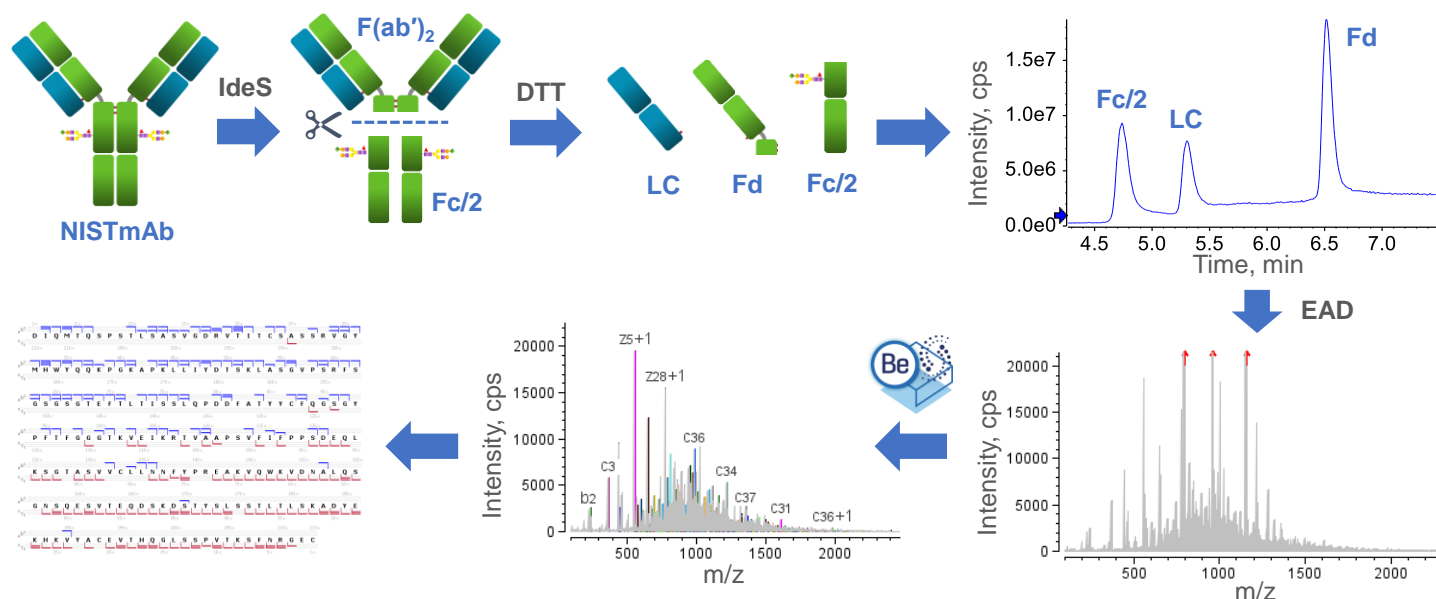 F(ab′)2
IdeS
DTT
NISTmAb
Fc/2
LC
Fd
Fc/2
Intensity, cps
1.5e7
1.0e7
5.0e6
0.0e0
Fc/2
LC
Fd
4.5 5.0 5.5 6.0 6.5 7.0
Time, min
EAD
D I Q M T Q S P S T L S A S V G D R V T I T C S A S S R V G Y
M H W Y Q Q K P G K A P K L L I Y D T S K L A S G V P S R F S
G S G S G T E F T L T I S S L Q P D D F A T Y Y C F Q G S G Y
P F T F G G G T K V E I K R T V A A P S V F I F P P S D E Q L
K S G T A S V V C L L N N F Y P R E A K V Q W K V D N A L Q S
G N S Q E S V T E Q D S K D S T Y S L S S T L T L S K A D Y E
K H K V Y A C E V T H Q G L S S P V T K S F N R G E C
Intensity, cps
20000
15000
10000
5000
0
z5+1
z28+1
c36
c3
c34
b2
c37
c31
c36+1
500 1000 1500 2000
m/z
Be
Intensity, cps
20000
15000
10000
5000
0
500 1000 1500 2000
m/z